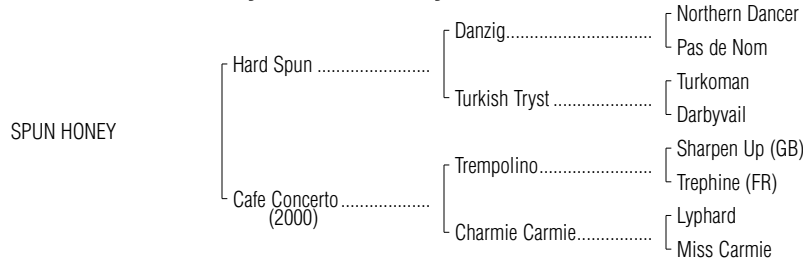 Northern Dancer
Danzig..............................
Pas de Nom
Hard Spun ........................
Turkoman
Turkish Tryst .....................
Darbyvail
SPUN HONEY
Sharpen Up (GB)
Trempolino.......................
Trephine (FR)
Cafe Concerto...................
(2000)
Lyphard
Charmie Carmie................
Miss Carmie